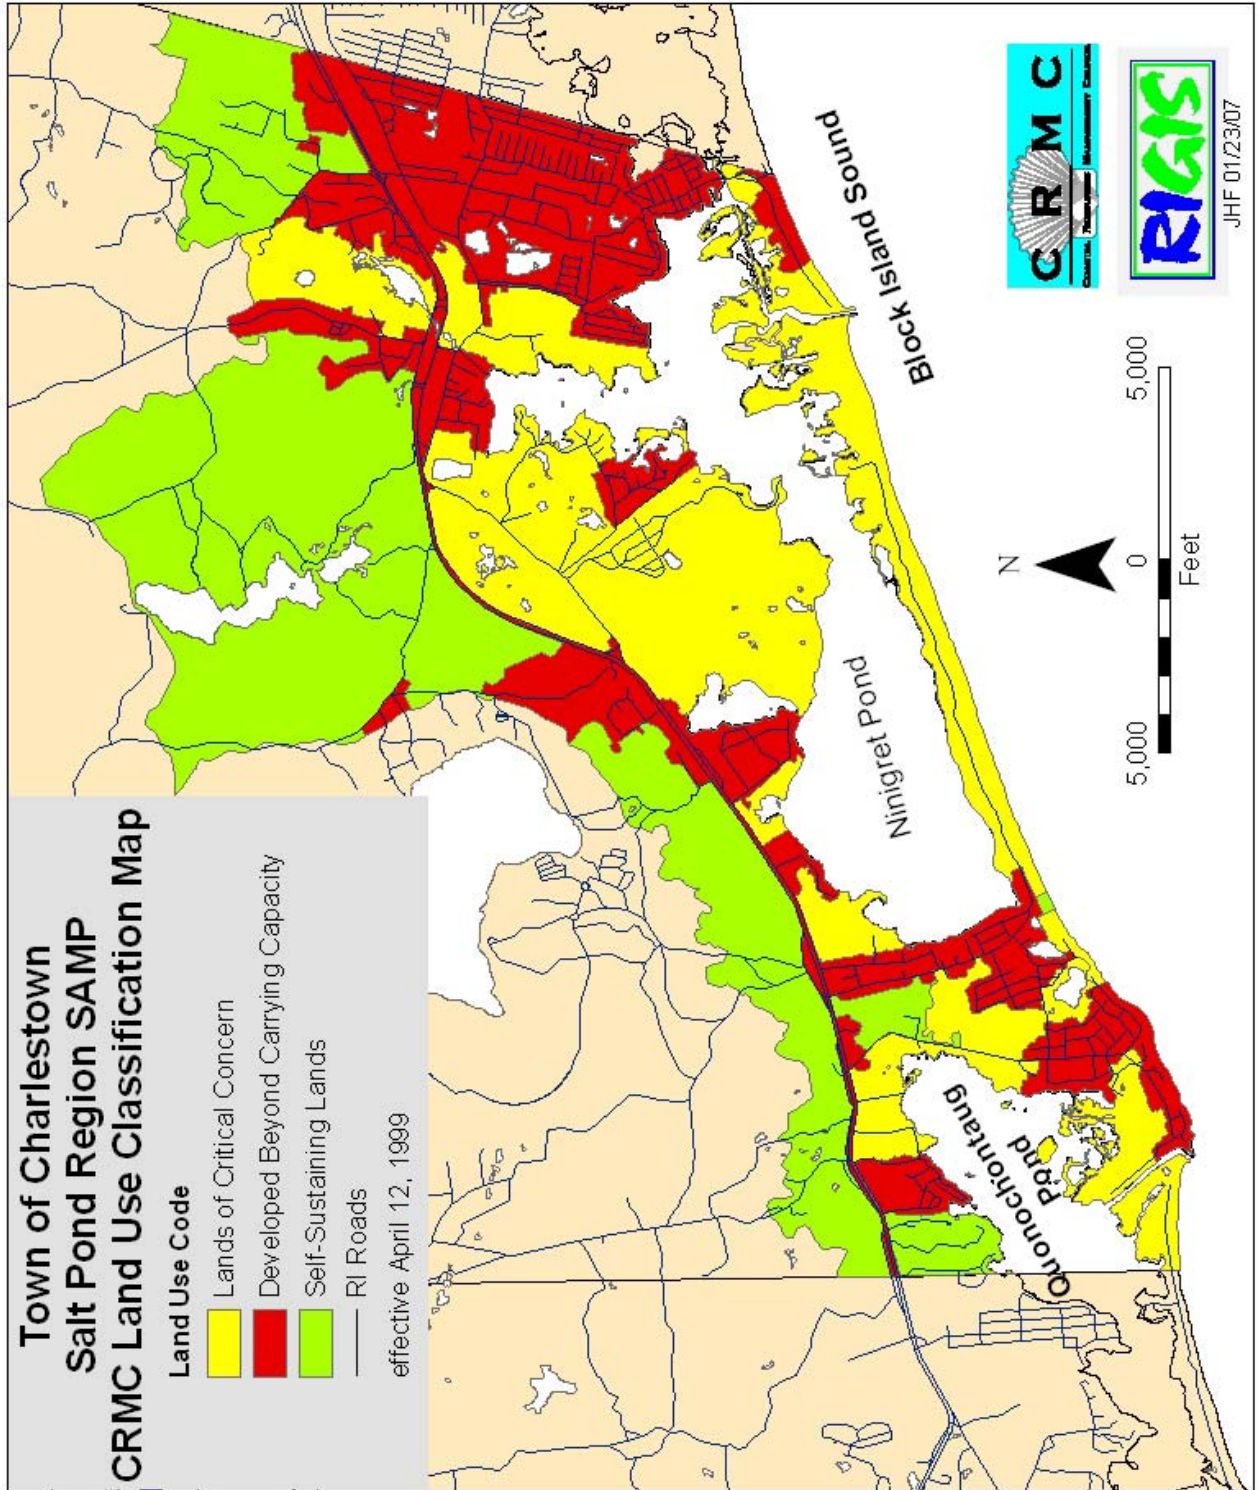 Town of Charlestown
Salt Pond Region SAMP
CRMC Land Use Classification Map
Land Use Code
Lands of Critical Concern
Developed Beyond Carrying Capacity
Self-Sustaining Lands
RI Roads
effective April 12, 1999
Quonochiontaug
Pond
Ninigret Pond
Block Island Sound
N
5,000
0
5,000
Feet
CRMC
RIGIS
JHF 01/23/07